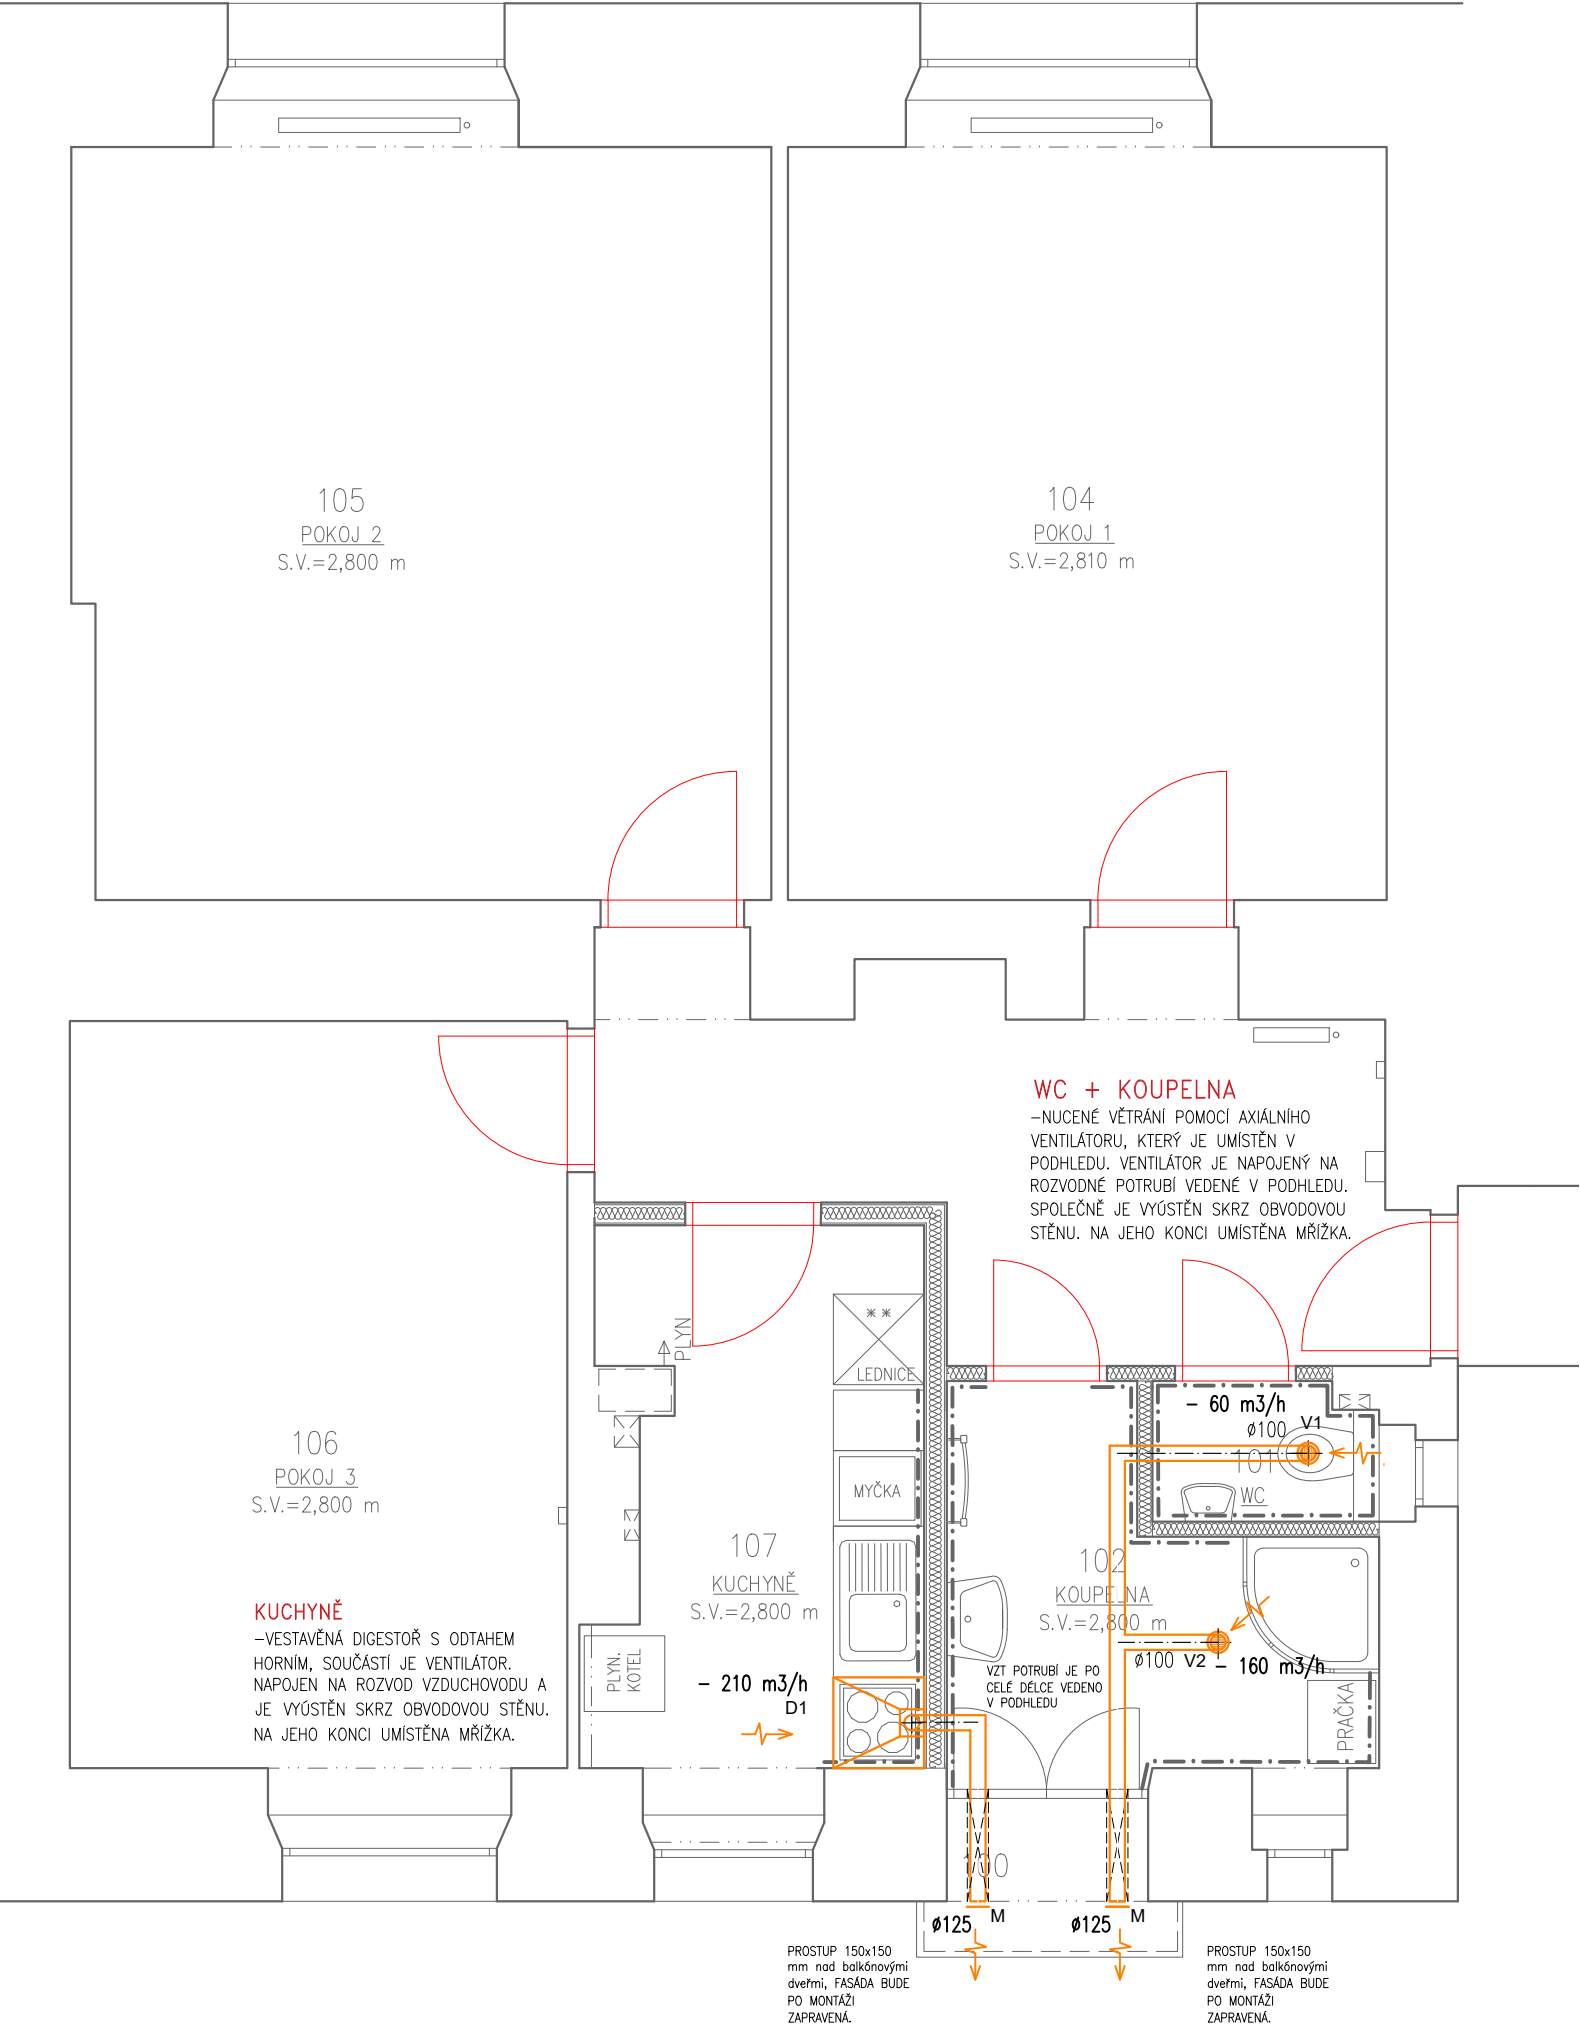 105
POKOJ 2
S.V.=2,800 m
104
POKOJ 1
S.V.=2,810 m
WC + KOUPELNA
-NUCENÉ VĚTRÁNÍ POMOCÍ AXIÁLNÍHO
VENTILÁTORU, KTERÝ JE UMÍSTĚN V
PODHLEDU. VENTILÁTOR JE NAPOJENÝ NA
ROZVODNÉ POTRUBÍ VEDENÉ V PODHLEDU.
SPOLEČNĚ JE VYÚSTĚN SKRZ OBVODOVOU
STĚNU. NA JEHO KONCI UMÍSTĚNA MŘÍŽKA.
PLYN
**
LEDNICE
- 60 m3/h
ø100 V1
101
WC
106
POKOJ 3
S.V.=2,800 m
MYČKA
107
KUCHYNĚ
S.V.=2,800 m
102
KOUPELNA
S.V.=2,800 m
KUCHYNĚ
-VESTAVĚNÁ DIGESTOŘ S ODTAHEM
HORNÍM, SOUČÁSTÍ JE VENTILÁTOR.
NAPOJEN NA ROZVOD VZDUCHOVODU A
JE VYÚSTĚN SKRZ OBVODOVOU STĚNU.
NA JEHO KONCI UMÍSTĚNA MŘÍŽKA.
PLYN.
KOTEL
- 210 m3/h
D1
VZT POTRUBÍ JE PO
CELÉ DÉLCE VEDENO
V PODHLEDU
ø100 V2 - 160 m3/h
PRAČKA
100
ø125 M
ø125 M
PROSTUP 150x150
mm nad balkónovými
dveřmi, FASÁDA BUDE
PO MONTÁŽI
ZAPRAVENÁ.
PROSTUP 150x150
mm nad balkónovými
dveřmi, FASÁDA BUDE
PO MONTÁŽI
ZAPRAVENÁ.